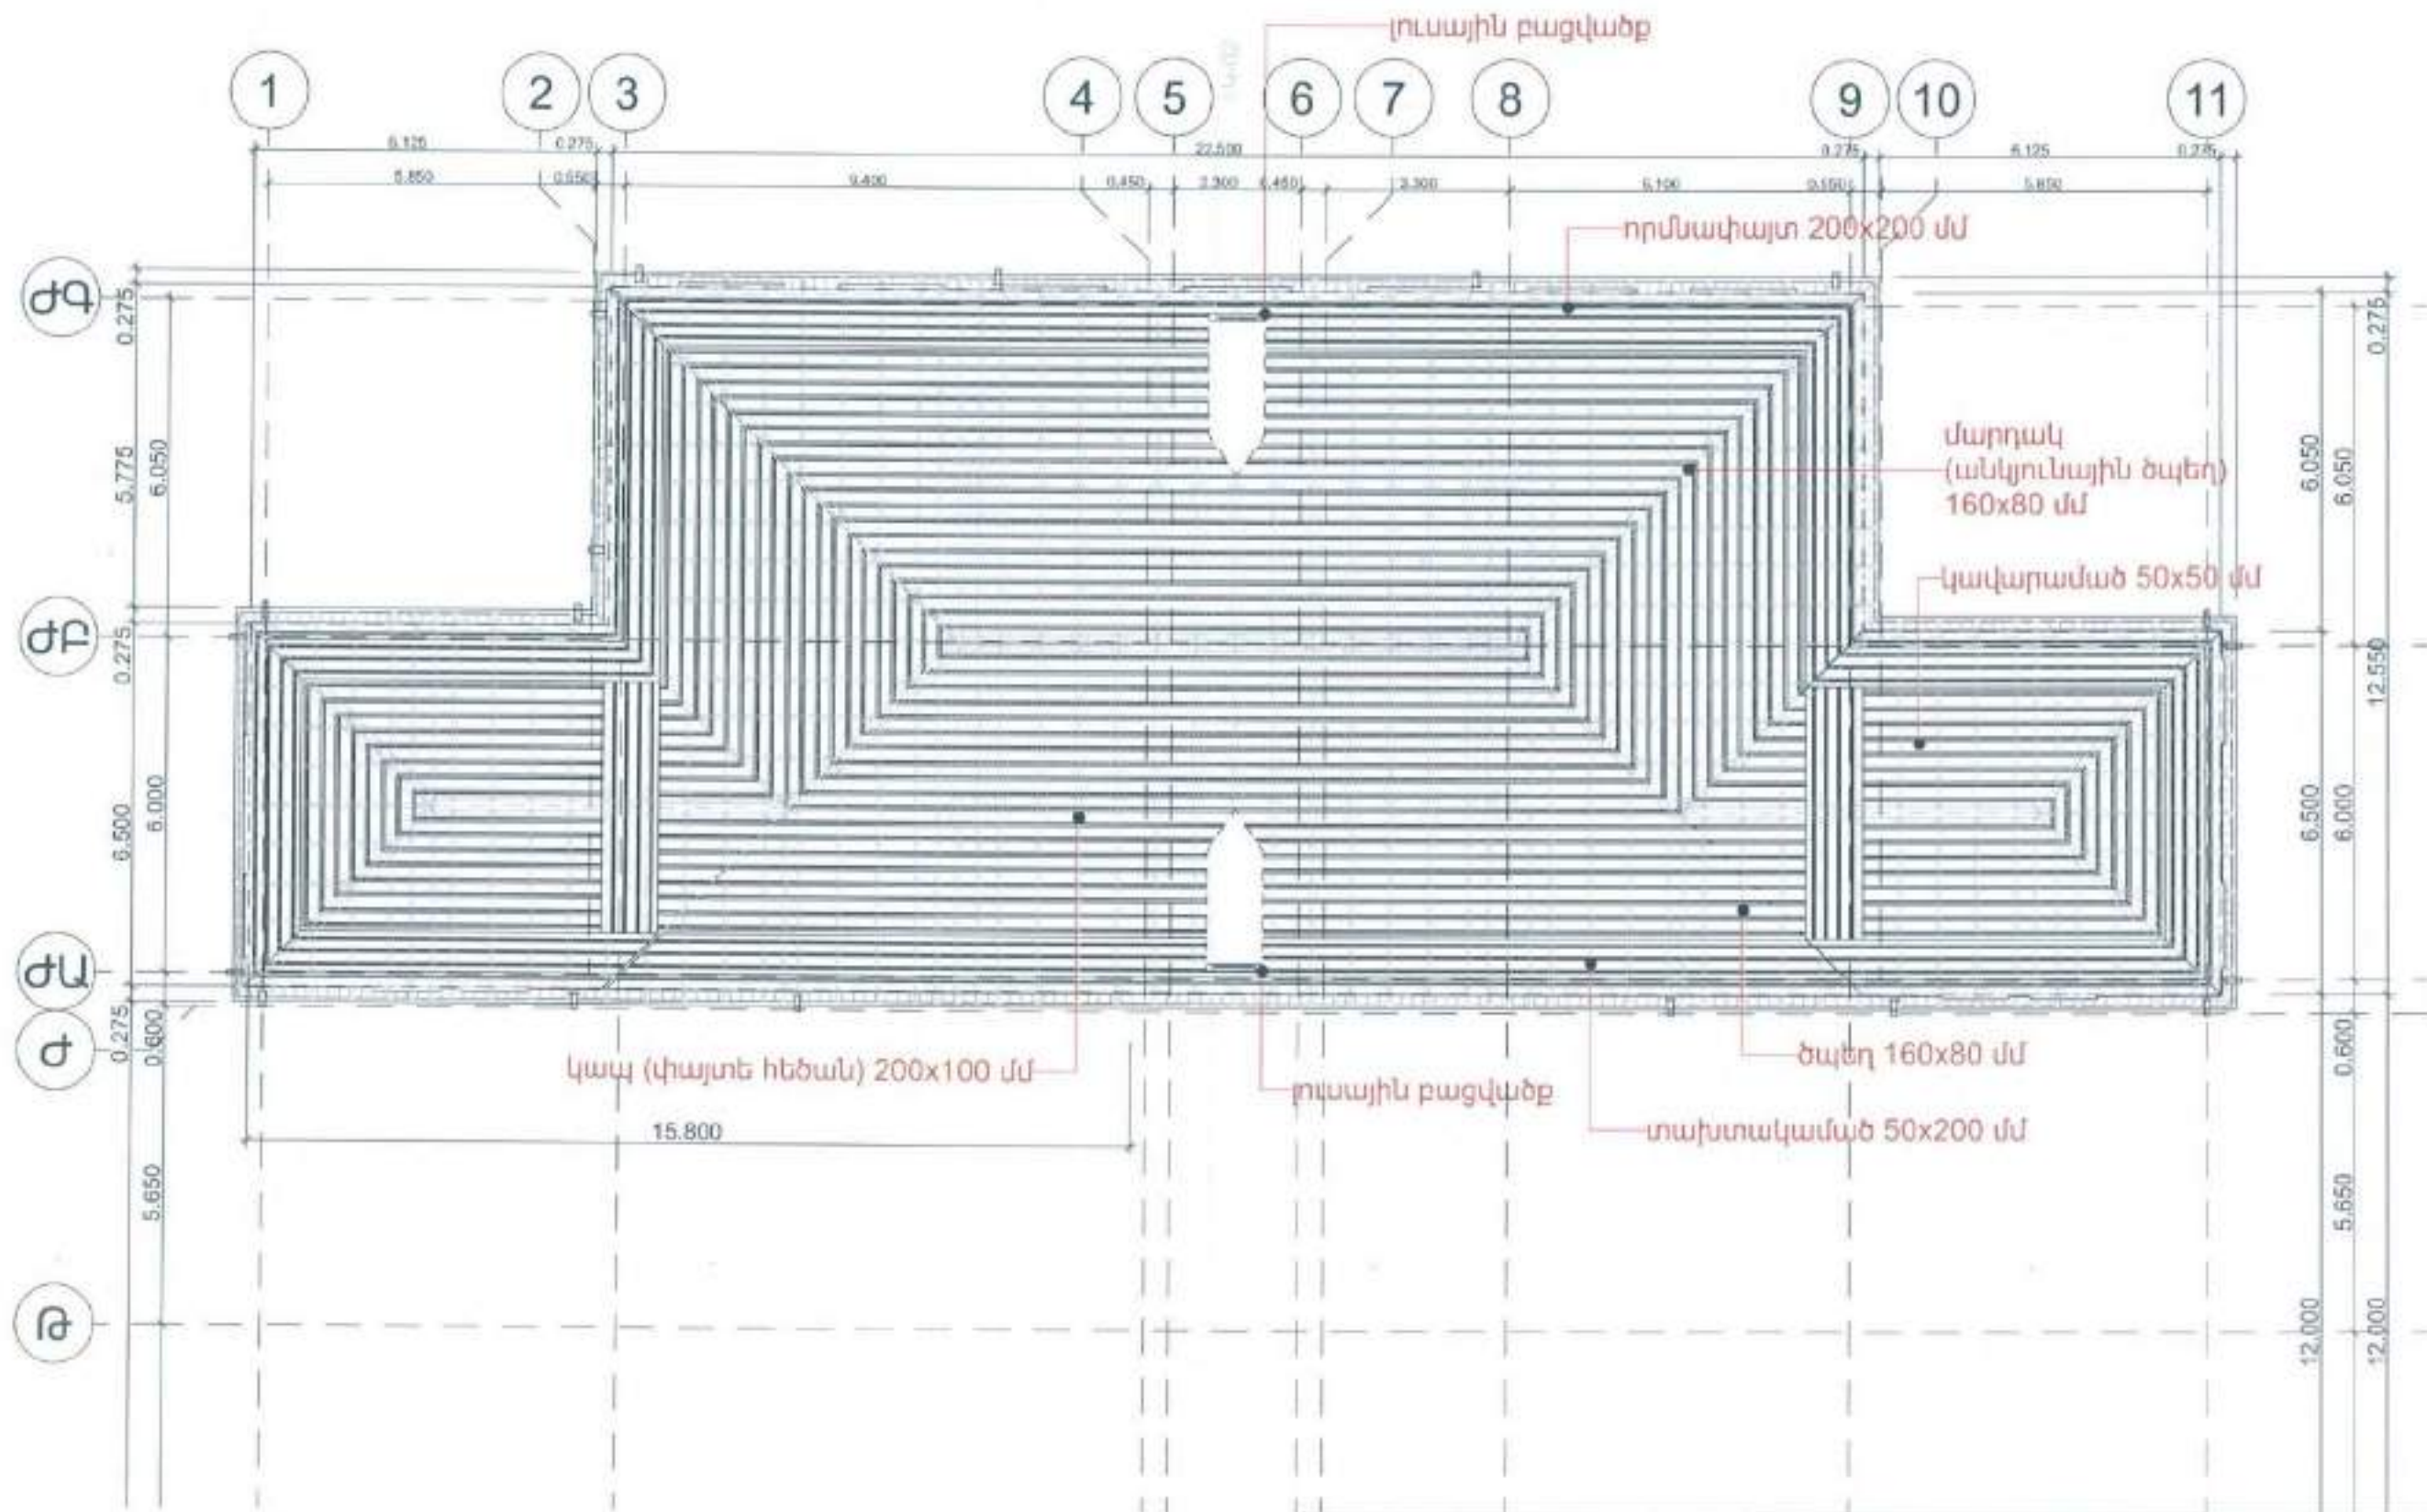 լուսային բացվածք
1 2 3 4 5 6 7 8 9 10 11
6.125 0.275 22.500 0.275 6.125 0.275
5.850 0.550 9.400 0.450 2.300 0.450 3.300 6.100 0.550 5.850
որմնափայտ 200x200 մմ
ԺԳ
0.275
0.275
5.775
6.050
6.050
6.050
մարդակ
(անկյունային ծպեղ)
160x80 մմ
կավարամած 50x50 մմ
ԺԲ
0.275
12.550
6.500
6.000
6.500
6.000
ԺԱ
Ժ
0.275
0.600
0.600
կապ (փայտե հեծան) 200x100 մմ
ծպեղ 160x80 մմ
լուսային բացվածք
տախտակամած 50x200 մմ
15.800
5.650
5.650
Թ
12.000
12.000